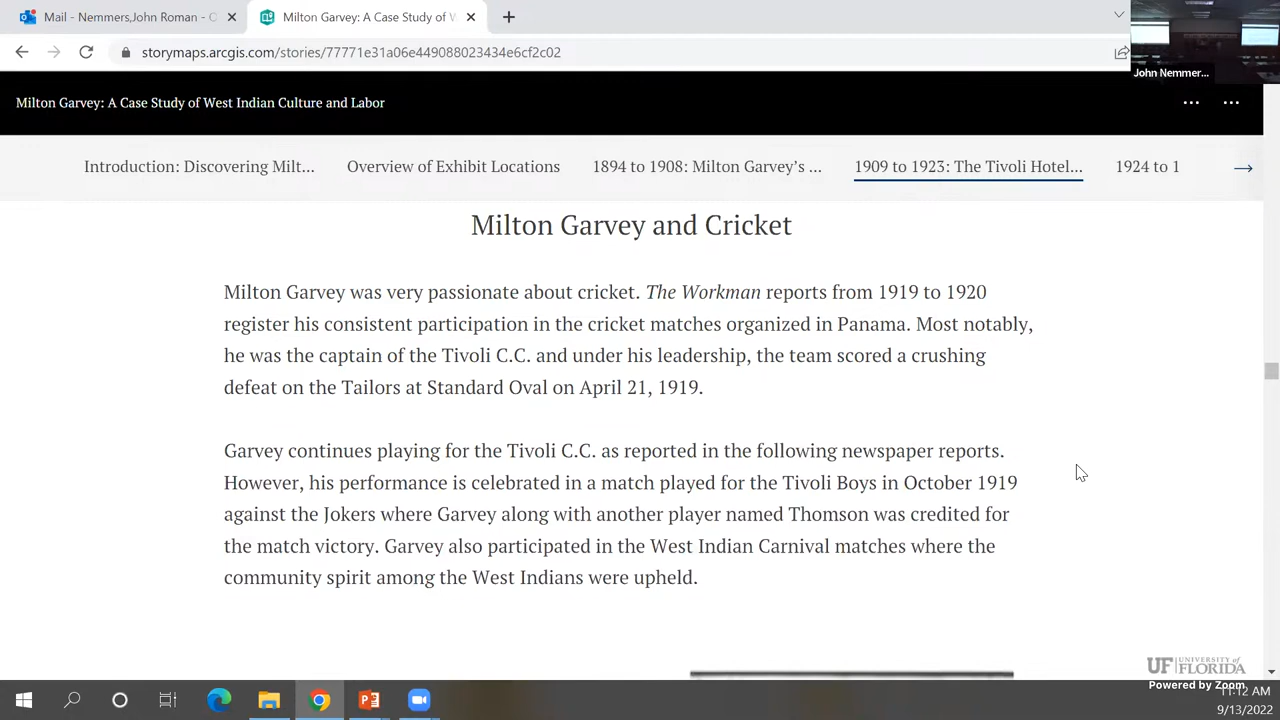 Mail - Nemmers,John Roman - O
Milton Garvey: A Case Study of W
storymaps.arcgis.com/stories/77771e31a06e449088023434e6cf2c02
John Nemmer...
Milton Garvey: A Case Study of West Indian Culture and Labor
Introduction: Discovering Milt... Overview of Exhibit Locations 1894 to 1908: Milton Garvey’s ... 1909 to 1923: The Tivoli Hotel... 1924 to 1
Milton Garvey and Cricket
Milton Garvey was very passionate about cricket. The Workman reports from 1919 to 1920
register his consistent participation in the cricket matches organized in Panama. Most notably,
he was the captain of the Tivoli C.C. and under his leadership, the team scored a crushing
defeat on the Tailors at Standard Oval on April 21, 1919.
Garvey continues playing for the Tivoli C.C. as reported in the following newspaper reports.
However, his performance is celebrated in a match played for the Tivoli Boys in October 1919
against the Jokers where Garvey along with another player named Thomson was credited for
the match victory. Garvey also participated in the West Indian Carnival matches where the
community spirit among the West Indians were upheld.
UF UNIVERSITY of
FLORIDA
Powered by Zoom
11:12 AM
9/13/2022